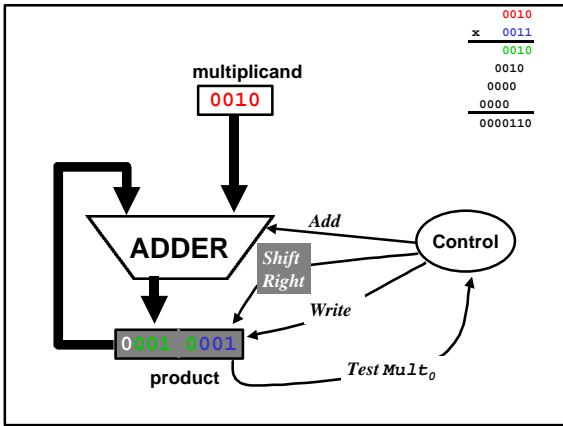 0010
x 0011
0010
0010
0000
0000
0000110
multiplicand
0010
ADDER
Add
Control
Shift
Right
Write
0001 0001
product
Test Mult₀